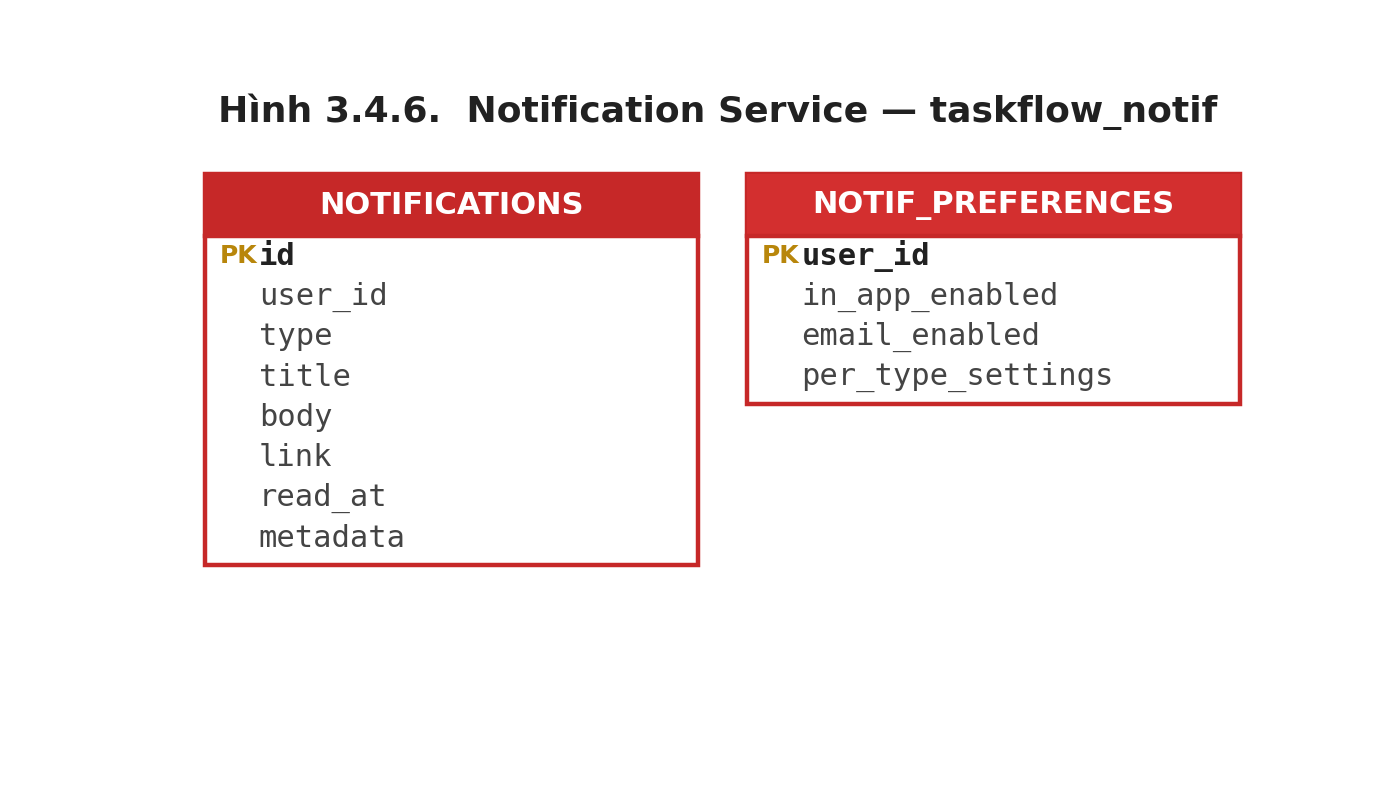 Hình 3.4.6. Notification Service — taskflow_notif
NOTIFICATIONS
PK id
user_id
type
title
body
link
read_at
metadata
NOTIF_PREFERENCES
PK user_id
in_app_enabled
email_enabled
per_type_settings